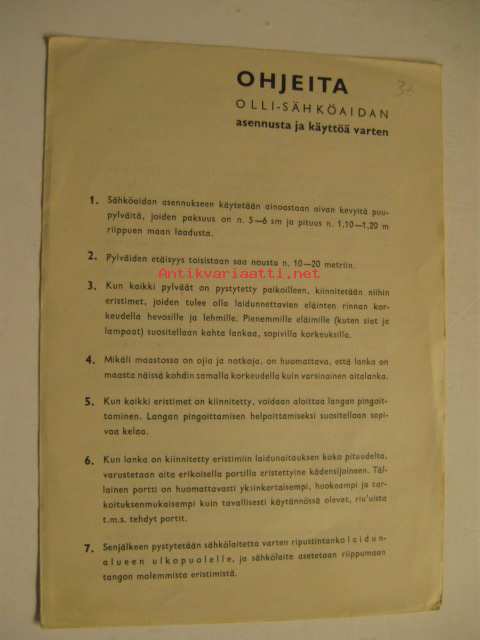 OHJEITA
OLLI-SÄHKÖAIDAN
asennusta ja käyttöä varten
32
1. Sähköaidan asennukseen käytetään ainoastaan aivan kevyitä puu-
pylväitä, joiden paksuus on n. 5—6 sm ja pituus n. 1,10—1,20 m
riippuen maan laadusta.
2. Pylväiden etäisyys toisistaan saa nousta n. 10—20 metriin.
Antikvariaatti.net
3. Kun kaikki pylväät on pystytetty paikoilleen, kiinnitetään niihin
eristimet, joiden tulee olla laidunnettavien eläinten rinnan kor-
keudella hevosille ja lehmille. Pienemmille eläimille (kuten siat ja
lampaat) suositellaan kahta lankaa, sopivilla korkeuksilla.
4. Mikäli maastossa on ojia ja notkoja, on huomattava, että lanka on
maasta näissä kohdin samalla korkeudella kuin varsinainen aitalanka.
5. Kun kaikki eristimet on kiinnitetty, voidaan aloittaa langan pingoit-
taminen. Langan pingoittamisen helpoittamiseksi suositellaan sopi-
vaa kelaa.
6. Kun lanka on kiinnitetty eristimiin laidunaitauksen koko pituudelta,
varustetaan aita erikoisella portilla eristettyine kädensijoineen. Täl-
lainen portti on huomattavasti yksinkertaisempi, huokeampi ja tar-
koituksenmukaisempi kuin tavallisesti käytännössä olevat, riu'uista
t.m.s. tehdyt portit.
7. Senjälkeen pystytetään sähkölaitetta varten ripustintanko laidun-
alueen ulkopuolelle, ja sähkölaite asetetaan riippumaan
tangon molemmista eristimistä.